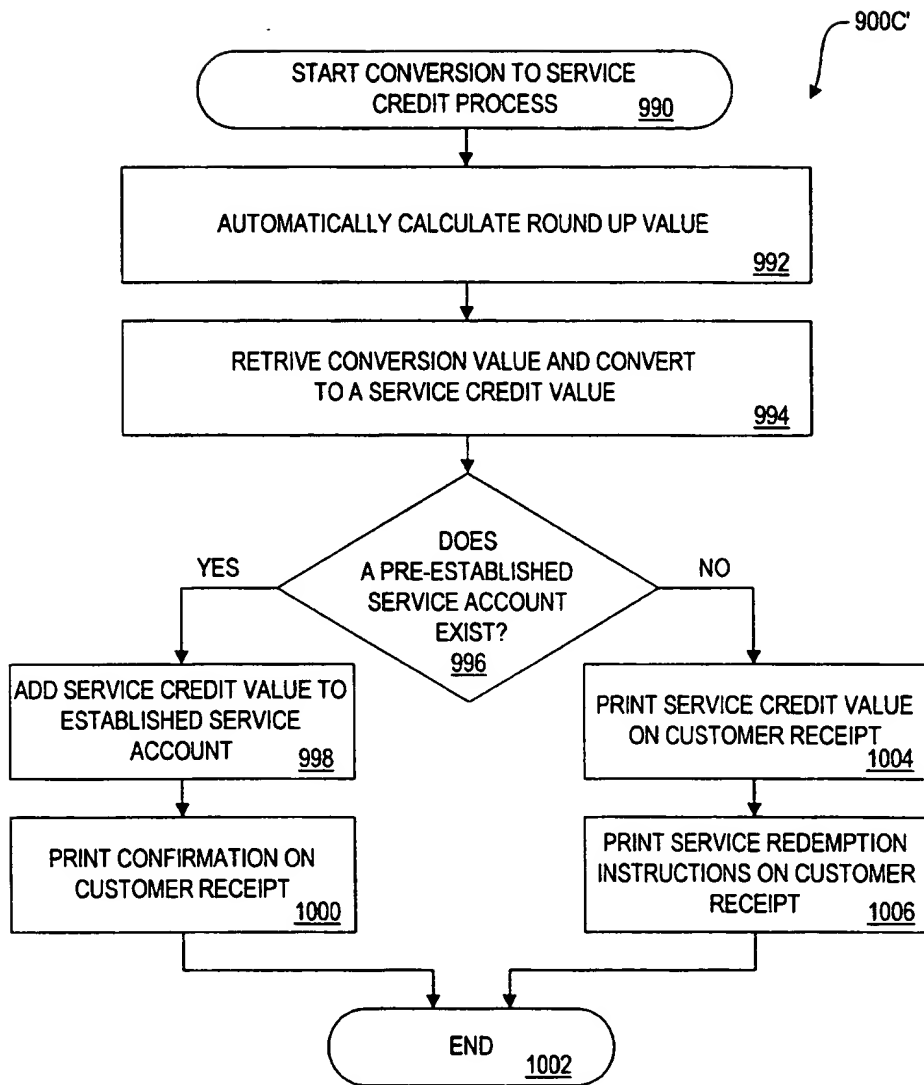 900C'
START CONVERSION TO SERVICE
CREDIT PROCESS
990
AUTOMATICALLY CALCULATE ROUND UP VALUE
992
RETRIVE CONVERSION VALUE AND CONVERT
TO A SERVICE CREDIT VALUE
994
DOES
A PRE-ESTABLISHED
SERVICE ACCOUNT
EXIST?
996
YES
NO
ADD SERVICE CREDIT VALUE TO
ESTABLISHED SERVICE
ACCOUNT
998
PRINT SERVICE CREDIT VALUE
ON CUSTOMER RECEIPT
1004
PRINT CONFIRMATION ON
CUSTOMER RECEIPT
1000
PRINT SERVICE REDEMPTION
INSTRUCTIONS ON CUSTOMER
RECEIPT
1006
END
1002